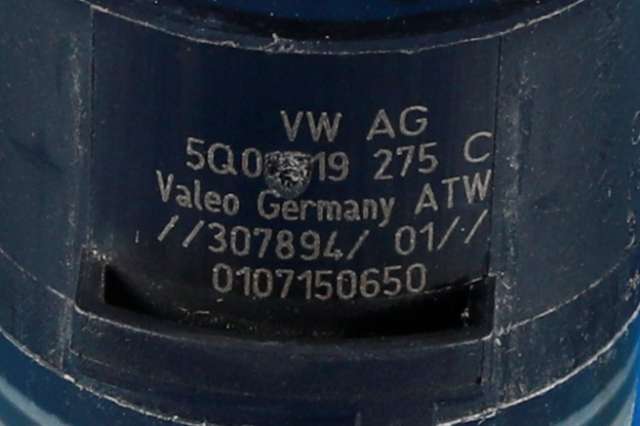 VW AG
275 C
Valeo Germany ATW
//307894/ 01//
0107150650